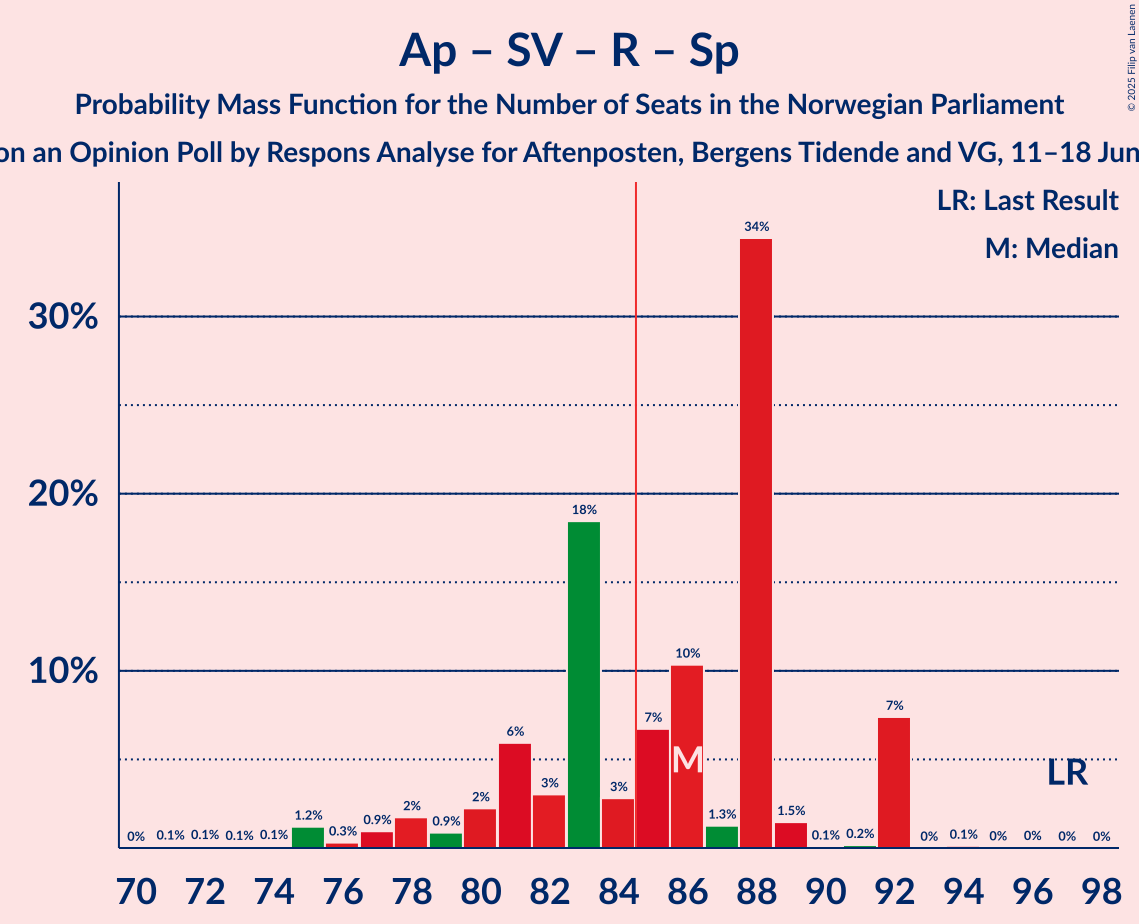 © 2025 Filip van Laenen
Ap – SV – R – Sp
Probability Mass Function for the Number of Seats in the Norwegian Parliament
on an Opinion Poll by Respons Analyse for Aftenposten, Bergens Tidende and VG, 11–18 Jun
LR: Last Result
M: Median
34%
30%
20%
18%
10%
10%
7%
7%
6%
M
LR
3%
3%
2%
2%
1.2%
1.3%
1.5%
0% 0.1% 0.1% 0.1% 0.1% 0.3% 0.9% 0.9% 0.1% 0.2% 0% 0.1% 0% 0% 0% 0%
70 72 74 76 78 80 82 84 86 88 90 92 94 96 98